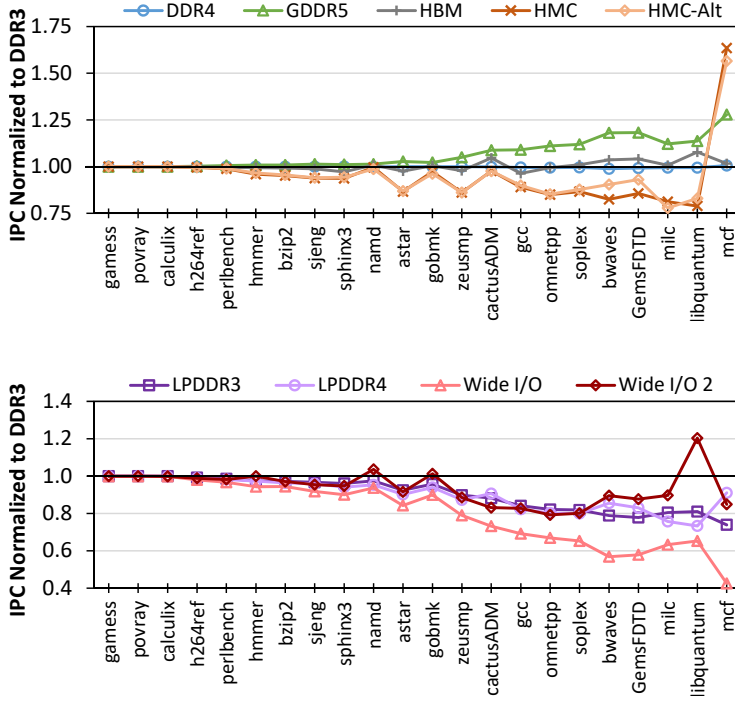 DDR4 GDDR5 HBM HMC HMC-Alt
IPC Normalized to DDR3
1.75
1.50
1.25
1.00
0.75
gamess
povray
calculix
h264ref
perlbench
hmmer
bzip2
sjeng
sphinx3
namd
astar
gobmk
zeusmp
cactusADM
gcc
omnetpp
soplex
bwaves
GemsFDTD
milc
libquantum
mcf
LPDDR3 LPDDR4 Wide I/O Wide I/O 2
IPC Normalized to DDR3
1.4
1.2
1.0
0.8
0.6
0.4
gamess
povray
calculix
h264ref
perlbench
hmmer
bzip2
sjeng
sphinx3
namd
astar
gobmk
zeusmp
cactusADM
gcc
omnetpp
soplex
bwaves
GemsFDTD
milc
libquantum
mcf